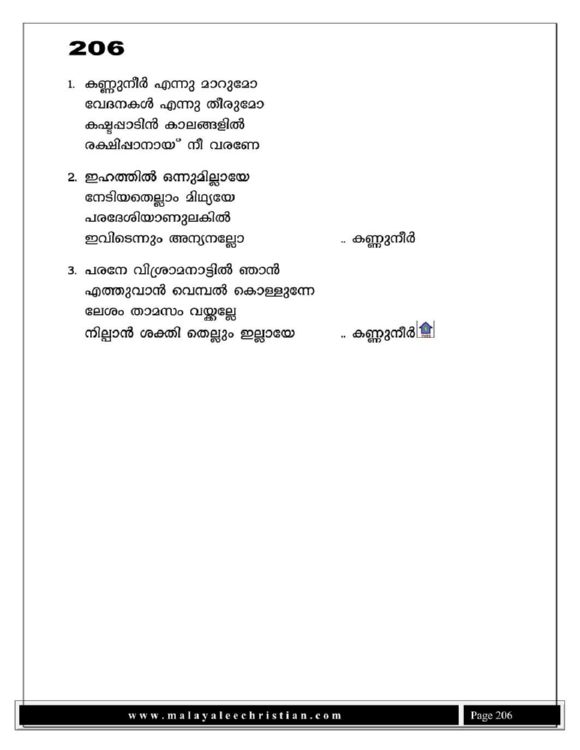 206
1. കണ്ണുനീർ എന്നു മാറുമോ
വേദനകൾ എന്നു തീരുമോ
കഷ്ടപ്പാടിൻ കാലങ്ങളിൽ
രക്ഷിപ്പാനായ് നീ വരണേ
2. ഇഹത്തിൽ ഒന്നുമില്ലായേ
നേടിയതെല്ലാം മിഥ്യയേ
പരദേശിയാണുലകിൽ
ഇവിടെന്നും അന്യനല്ലോ .. കണ്ണുനീർ
3. പരനേ വിശ്രാമനാട്ടിൽ ഞാൻ
എത്തുവാൻ വെമ്പൽ കൊള്ളുന്നേ
ലേശം താമസം വയ്ക്കല്ലേ
നില്പാൻ ശക്തി തെല്ലും ഇല്ലായേ .. കണ്ണുനീർ
www.malayaleechristian.com Page 206